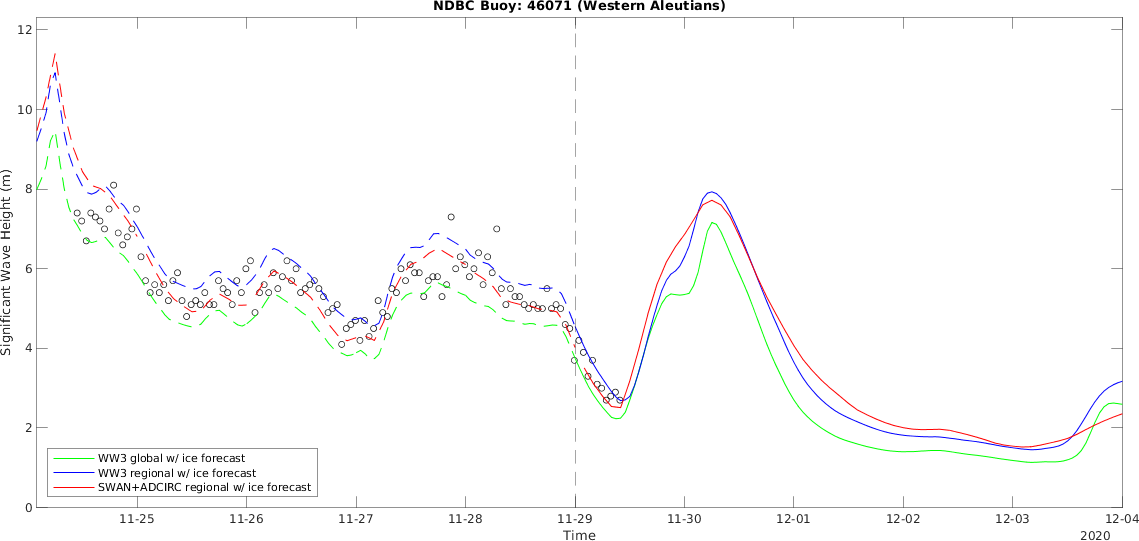 NDBC Buoy: 46071 (Western Aleutians)
12
10
8
6
4
2
0
Significant Wave Height (m)
WW3 global w/ ice forecast
WW3 regional w/ ice forecast
SWAN+ADCIRC regional w/ ice forecast
11-25 11-26 11-27 11-28 11-29 11-30 12-01 12-02 12-03 12-04
Time
2020